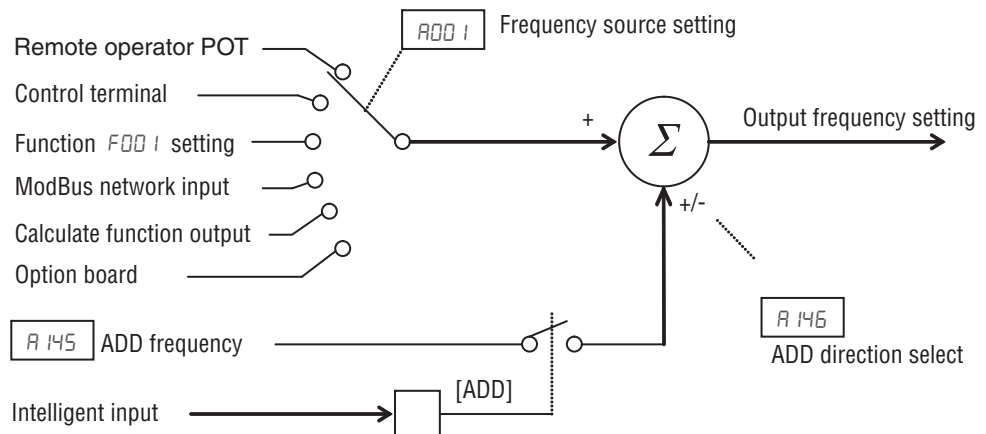 A001 Frequency source setting
Remote operator POT
Control terminal
Function F001 setting
ModBus network input
Calculate function output
Option board
+
Σ
Output frequency setting
+/-
A145 ADD frequency
A146
ADD direction select
[ADD]
Intelligent input